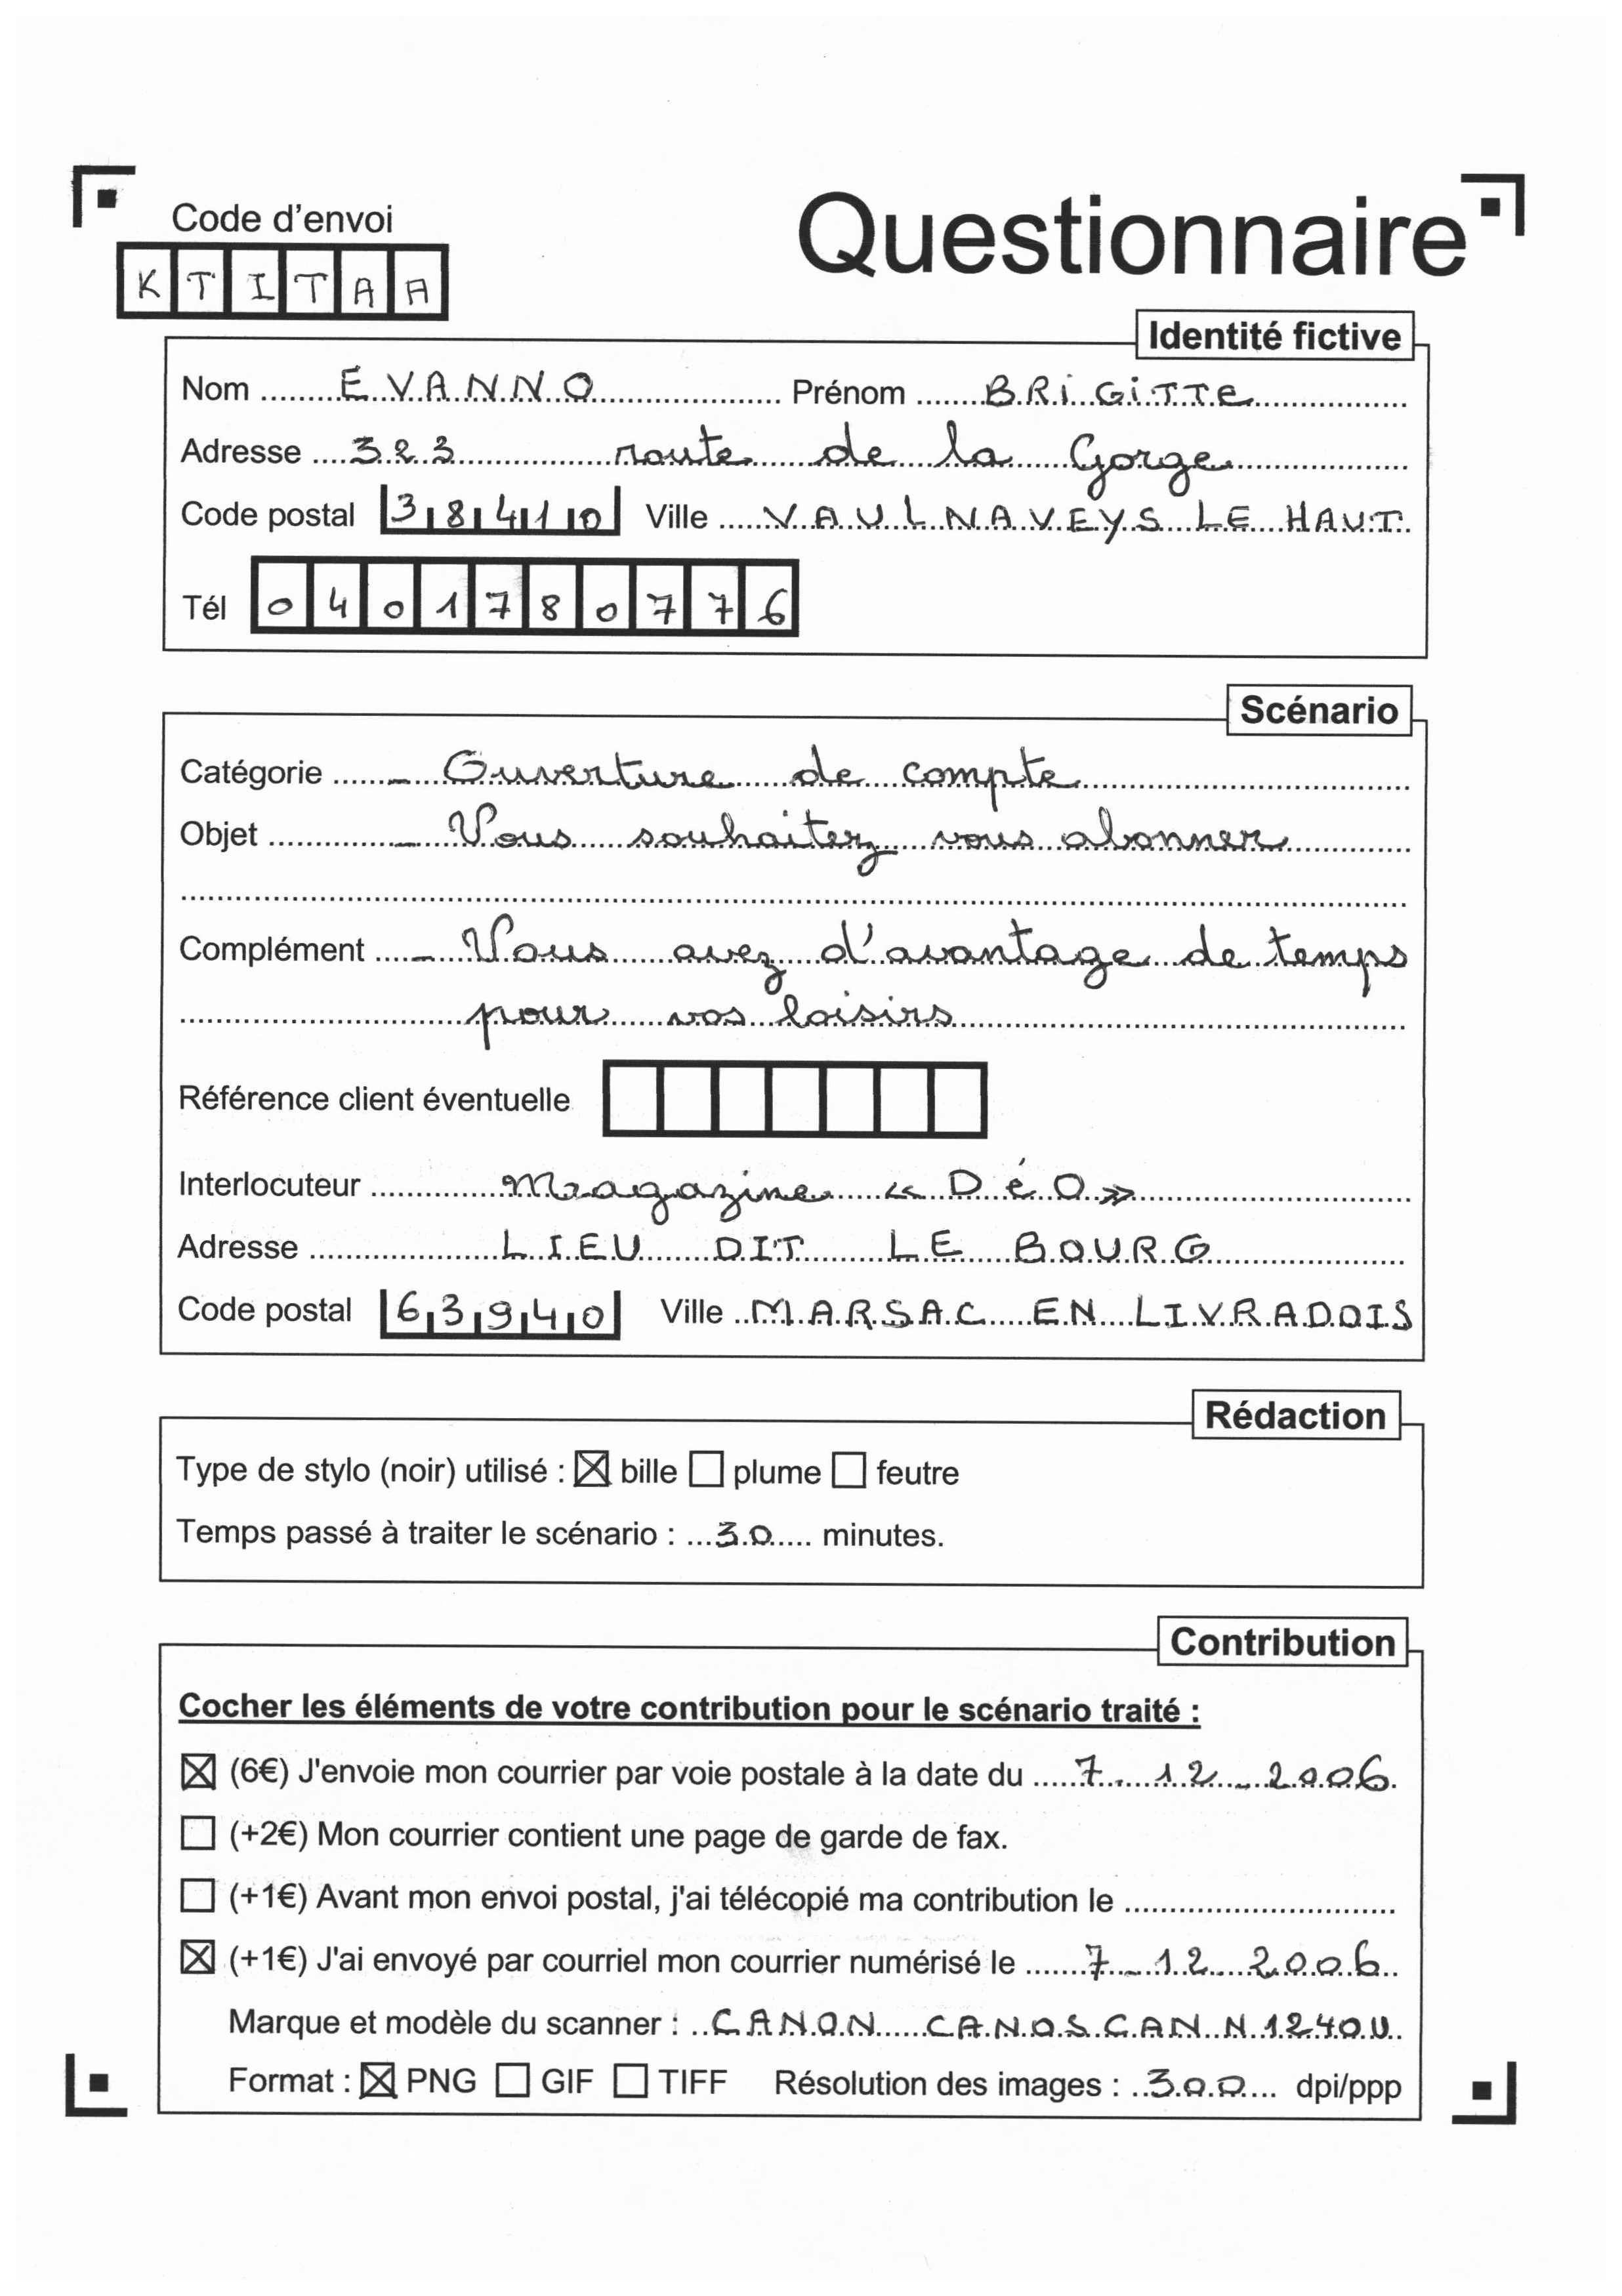 Code d'envoi
KTITAA
Questionnaire
Identité fictive
Nom EVANNO Prénom BRIGITTE
Adresse 323 route de la Gorge
Code postal 38410 Ville VAULNAVEYS LE HAUT
Tél 0401780776
Scénario
Catégorie - Ouverture de compte
Objet - Vous souhaitez vous abonner
Complément - Vous avez d'avantage de temps
pour vos loisirs
Référence client éventuelle
Interlocuteur Magazine « DéO »
Adresse LIEU DIT LE BOURG
Code postal 63940 Ville MARSAC EN LIVRADOIS
Rédaction
Type de stylo (noir) utilisé : ☒ bille ☐ plume ☐ feutre
Temps passé à traiter le scénario : 30 minutes.
Contribution
Cocher les éléments de votre contribution pour le scénario traité :
☒ (6€) J'envoie mon courrier par voie postale à la date du 7-12-2006
☐ (+2€) Mon courrier contient une page de garde de fax.
☐ (+1€) Avant mon envoi postal, j'ai télécopié ma contribution le
☒ (+1€) J'ai envoyé par courriel mon courrier numérisé le 7-12-2006
Marque et modèle du scanner : CANON CANOSCAN N1240U
Format : ☒ PNG ☐ GIF ☐ TIFF Résolution des images : 300 dpi/ppp